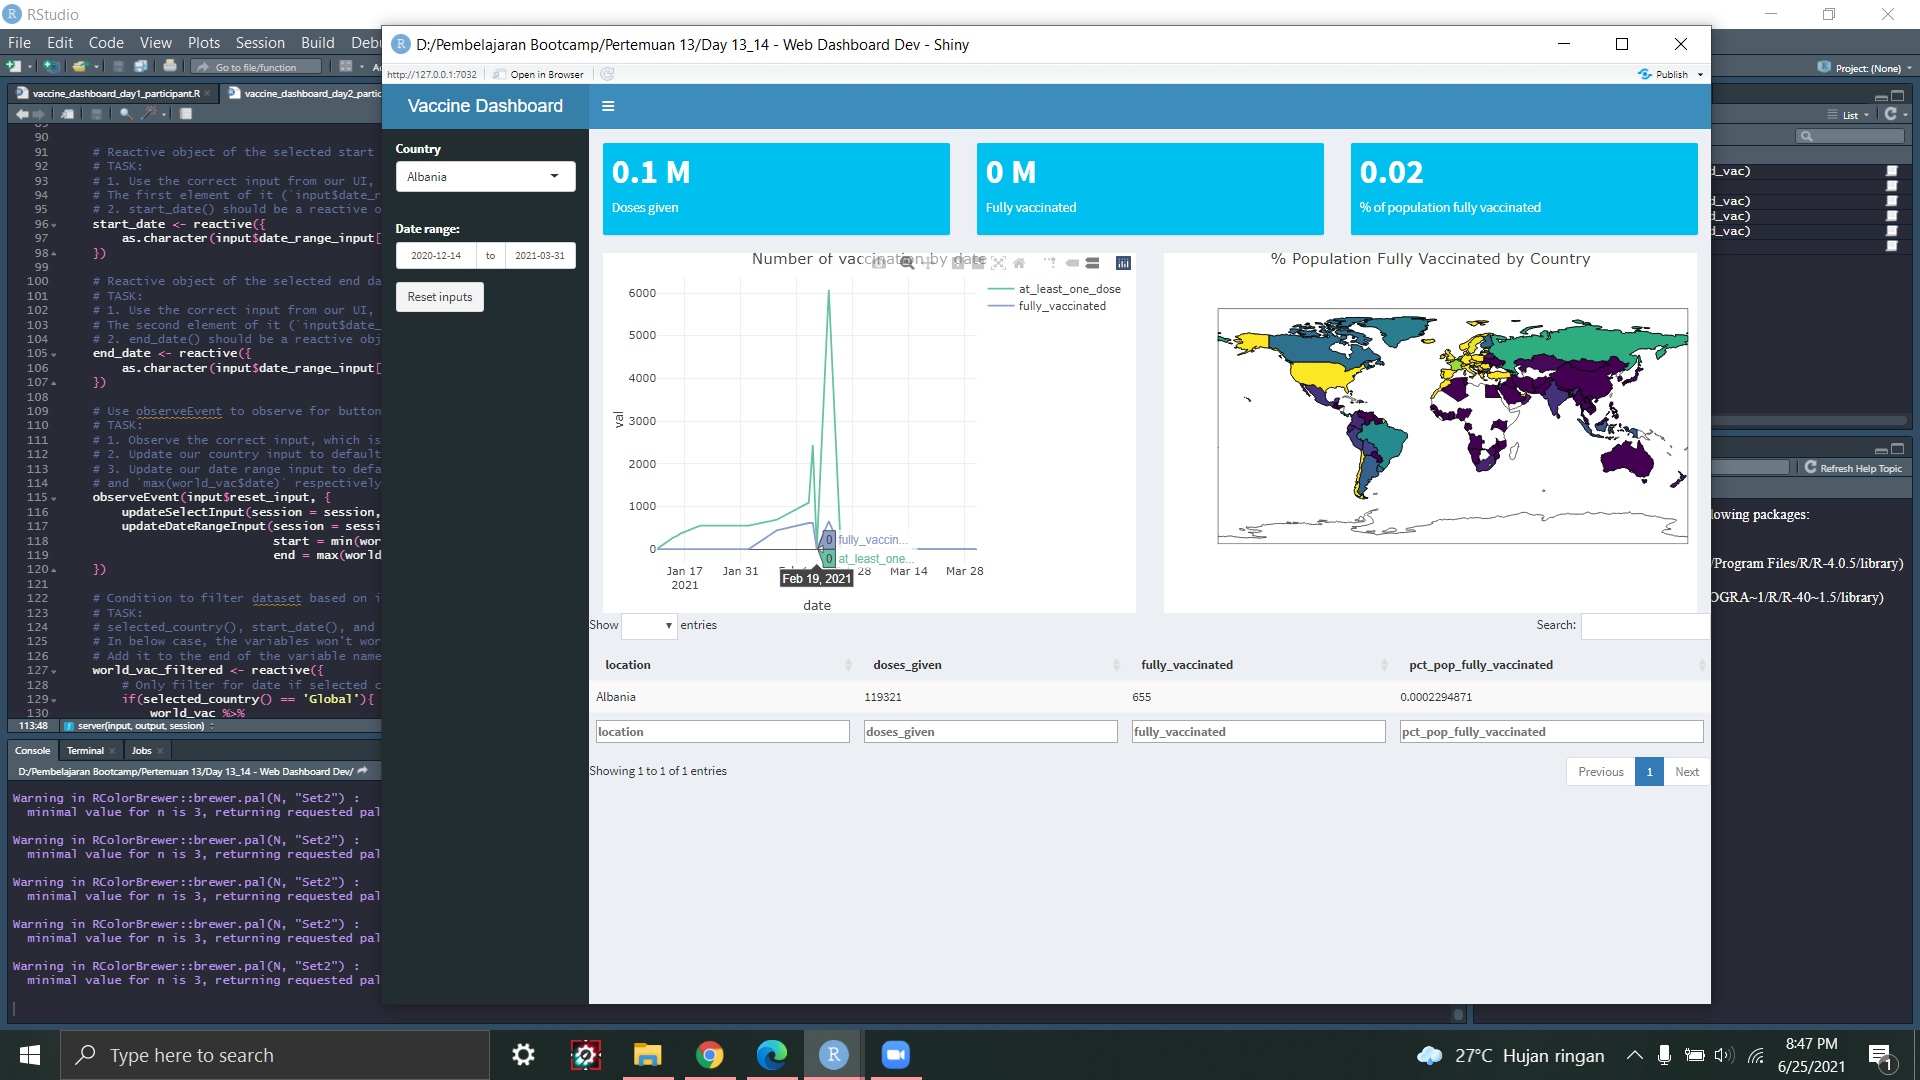 RStudio
File Edit Code View Plots Session Build Debu
Go to file/function
Project: (None)
vaccine_dashboard_day1_participant.R
vaccine_dashboard_day2_partic
90
91 # Reactive object of the selected start
92 # TASK:
93 # 1. Use the correct input from our UI,
94 # The first element of it (`input$date_r
95 # 2. start_date() should be a reactive o
96 start_date <- reactive({
97 as.character(input$date_range_input[
98 })
99
100 # Reactive object of the selected end da
101 # TASK:
102 # 1. Use the correct input from our UI,
103 # The second element of it (`input$date_
104 # 2. end_date() should be a reactive obj
105 end_date <- reactive({
106 as.character(input$date_range_input[
107 })
108
109 # Use observeEvent to observe for button
110 # TASK:
111 # 1. Observe the correct input, which is
112 # 2. Update our country input to default
113 # 3. Update our date range input to defa
114 # and `max(world_vac$date)` respectively
115 observeEvent(input$reset_input, {
116 updateSelectInput(session = session,
117 updateDateRangeInput(session = sessi
118 start = min(wor
119 end = max(world
120 })
121
122 # Condition to filter dataset based on i
123 # TASK:
124 # selected_country(), start_date(), and
125 # In below case, the variables won't wor
126 # Add it to the end of the variable name
127 world_vac_filtered <- reactive({
128 # Only filter for date if selected c
129 if(selected_country() == 'Global'){
130 world_vac %>%
113:48 server(input, output, session)
Console Terminal Jobs
D:/Pembelajaran Bootcamp/Pertemuan 13/Day 13_14 - Web Dashboard Dev/
Warning in RColorBrewer::brewer.pal(N, "Set2") :
minimal value for n is 3, returning requested pal
Warning in RColorBrewer::brewer.pal(N, "Set2") :
minimal value for n is 3, returning requested pal
Warning in RColorBrewer::brewer.pal(N, "Set2") :
minimal value for n is 3, returning requested pal
Warning in RColorBrewer::brewer.pal(N, "Set2") :
minimal value for n is 3, returning requested pal
Warning in RColorBrewer::brewer.pal(N, "Set2") :
minimal value for n is 3, returning requested pal
D:/Pembelajaran Bootcamp/Pertemuan 13/Day 13_14 - Web Dashboard Dev - Shiny
http://127.0.0.1:7032 Open in Browser Publish
Vaccine Dashboard
Country
Albania
Date range:
2020-12-14 to 2021-03-31
Reset inputs
0.1 M
Doses given
0 M
Fully vaccinated
0.02
% of population fully vaccinated
Number of vaccination by date
at_least_one_dose
fully_vaccinated
6000
5000
4000
3000
2000
1000
0
val
0 fully_vaccin...
0 at_least_one...
Jan 17 Jan 31 28 Mar 14 Mar 28
2021
Feb 19, 2021
date
% Population Fully Vaccinated by Country
Show entries
Search:
location doses_given fully_vaccinated pct_pop_fully_vaccinated
Albania 119321 655 0.0002294871
location doses_given fully_vaccinated pct_pop_fully_vaccinated
Showing 1 to 1 of 1 entries
Previous 1 Next
List
d_vac)
d_vac)
d_vac)
d_vac)
Refresh Help Topic
lowing packages:
/Program Files/R/R-4.0.5/library)
OGRA~1/R/R-40~1.5/library)
Type here to search
27°C Hujan ringan
8:47 PM
6/25/2021
1